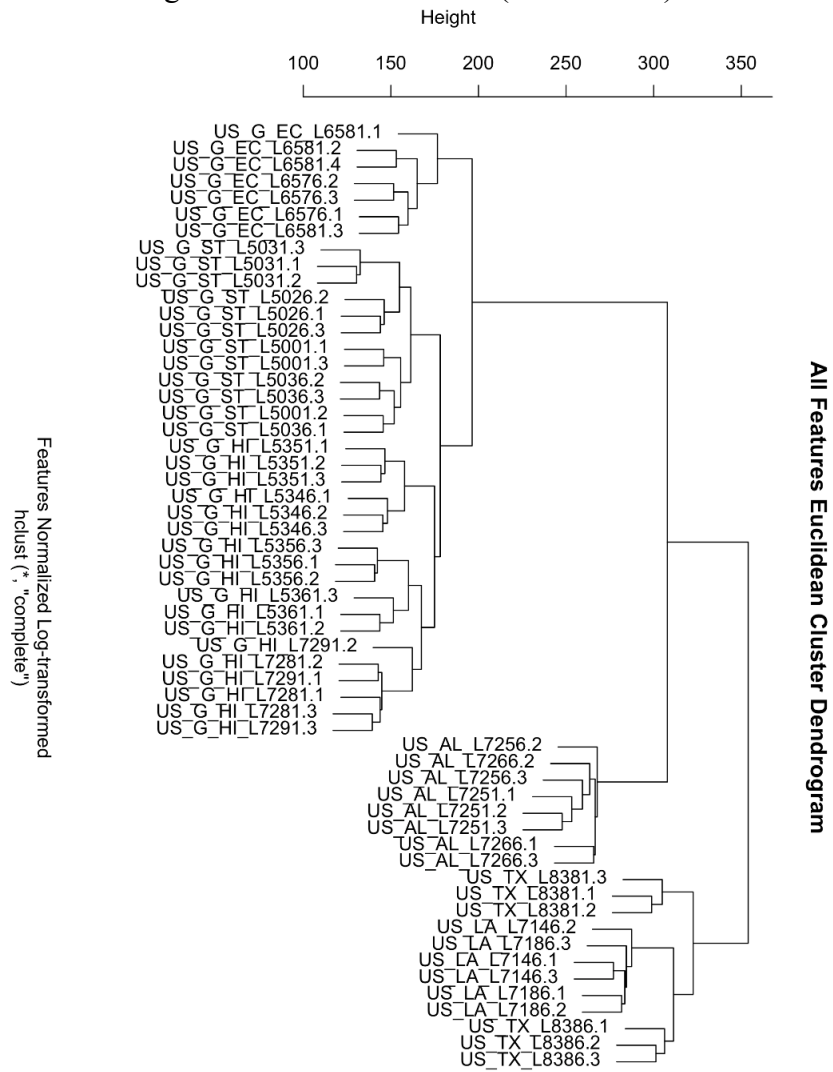 Height
100 150 200 250 300 350
US_G_EC_L6581.1
US_G_EC_L6581.2
US_G_EC_L6581.4
US_G_EC_L6576.2
US_G_EC_L6576.3
US_G_EC_L6576.1
US_G_EC_L6581.3
US_G_ST_L5031.3
US_G_ST_L5031.1
US_G_ST_L5031.2
US_G_ST_L5026.2
US_G_ST_L5026.1
US_G_ST_L5026.3
US_G_ST_L5001.1
US_G_ST_L5001.3
US_G_ST_L5036.2
US_G_ST_L5036.3
US_G_ST_L5001.2
US_G_ST_L5036.1
US_G_HI_L5351.1
US_G_HI_L5351.2
US_G_HI_L5351.3
US_G_HI_L5346.1
US_G_HI_L5346.2
US_G_HI_L5346.3
US_G_HI_L5356.3
US_G_HI_L5356.1
US_G_HI_L5356.2
US_G_HI_L5361.3
US_G_HI_L5361.1
US_G_HI_L5361.2
US_G_HI_L7291.2
US_G_HI_L7281.2
US_G_HI_L7291.1
US_G_HI_L7281.1
US_G_HI_L7281.3
US_G_HI_L7291.3
US_AL_L7256.2
US_AL_L7266.2
US_AL_L7256.3
US_AL_L7251.1
US_AL_L7251.2
US_AL_L7251.3
US_AL_L7266.1
US_AL_L7266.3
US_TX_L8381.3
US_TX_L8381.1
US_TX_L8381.2
US_LA_L7146.2
US_LA_L7186.3
US_LA_L7146.1
US_LA_L7146.3
US_LA_L7186.1
US_LA_L7186.2
US_TX_L8386.1
US_TX_L8386.2
US_TX_L8386.3
All Features Euclidean Cluster Dendrogram
Features Normalized Log-transformed
hclust (*, "complete")